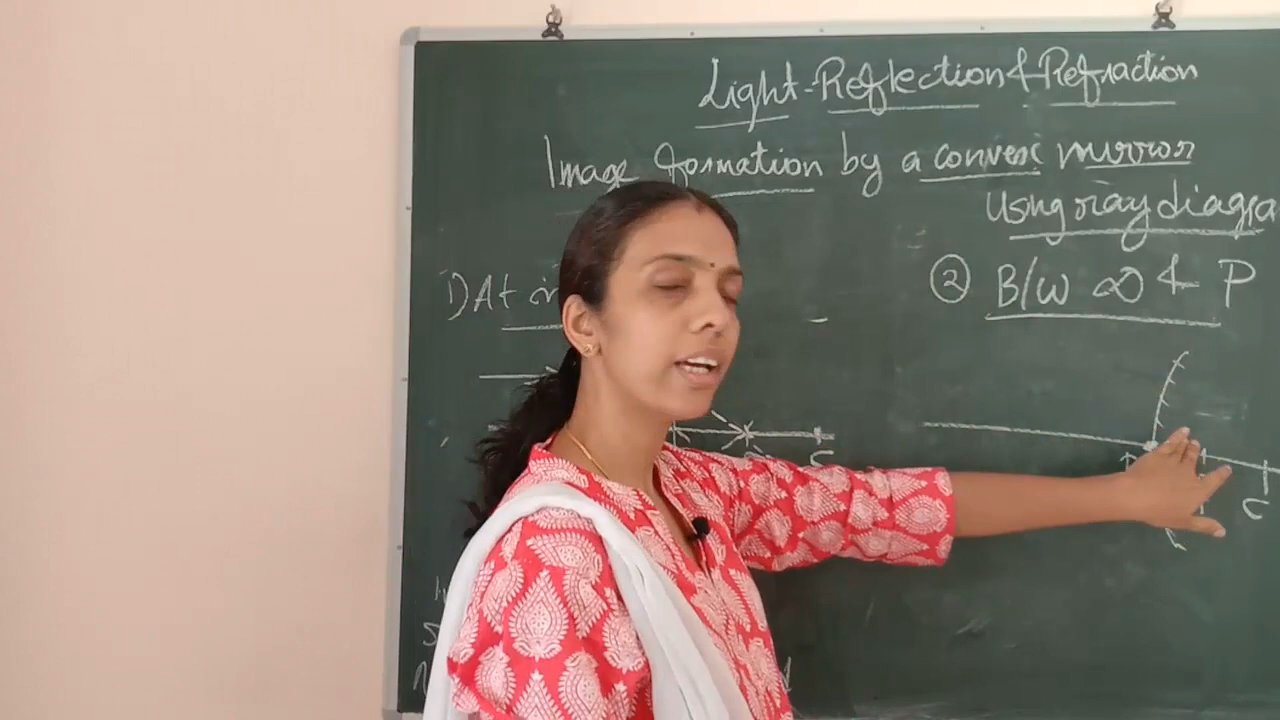 Light - Reflection & Refraction
Image formation by a convex mirror
Using ray diagra
1) At
② B/w ∞ & P
C
C